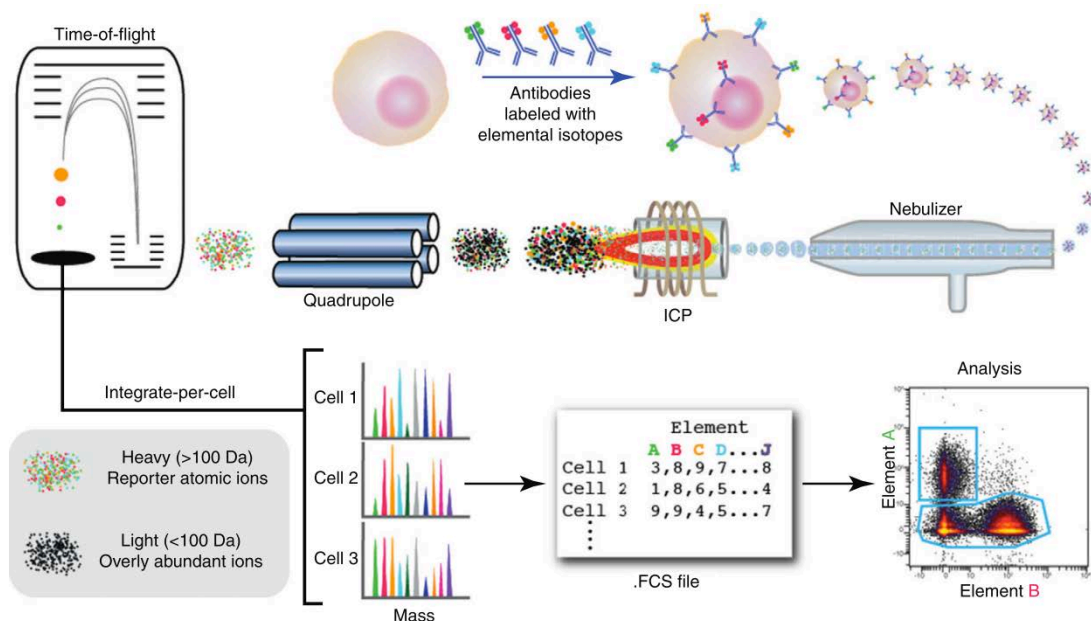 Time-of-flight
Antibodies
labeled with
elemental isotopes
Nebulizer
Quadrupole
ICP
Integrate-per-cell
Heavy (>100 Da)
Reporter atomic ions
Light (<100 Da)
Overly abundant ions
Cell 1
Cell 2
Cell 3
Mass
Element
A B C D...J
Cell 1 3,8,9,7...8
Cell 2 1,8,6,5...4
Cell 3 9,9,4,5...7
.FCS file
Analysis
Element A
Element B